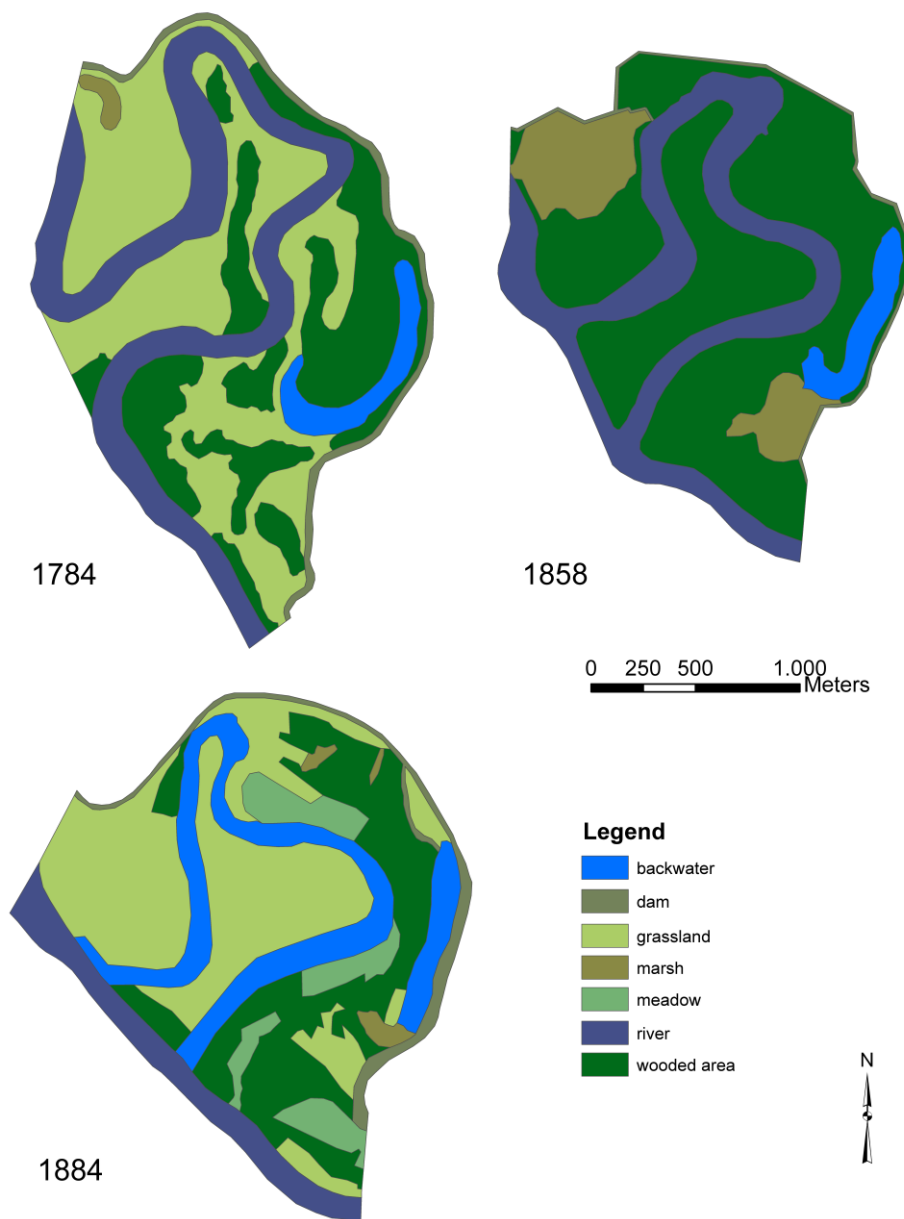 1784
1858
0 250 500 1.000
Meters
1884
Legend
backwater
dam
grassland
marsh
meadow
river
wooded area
N